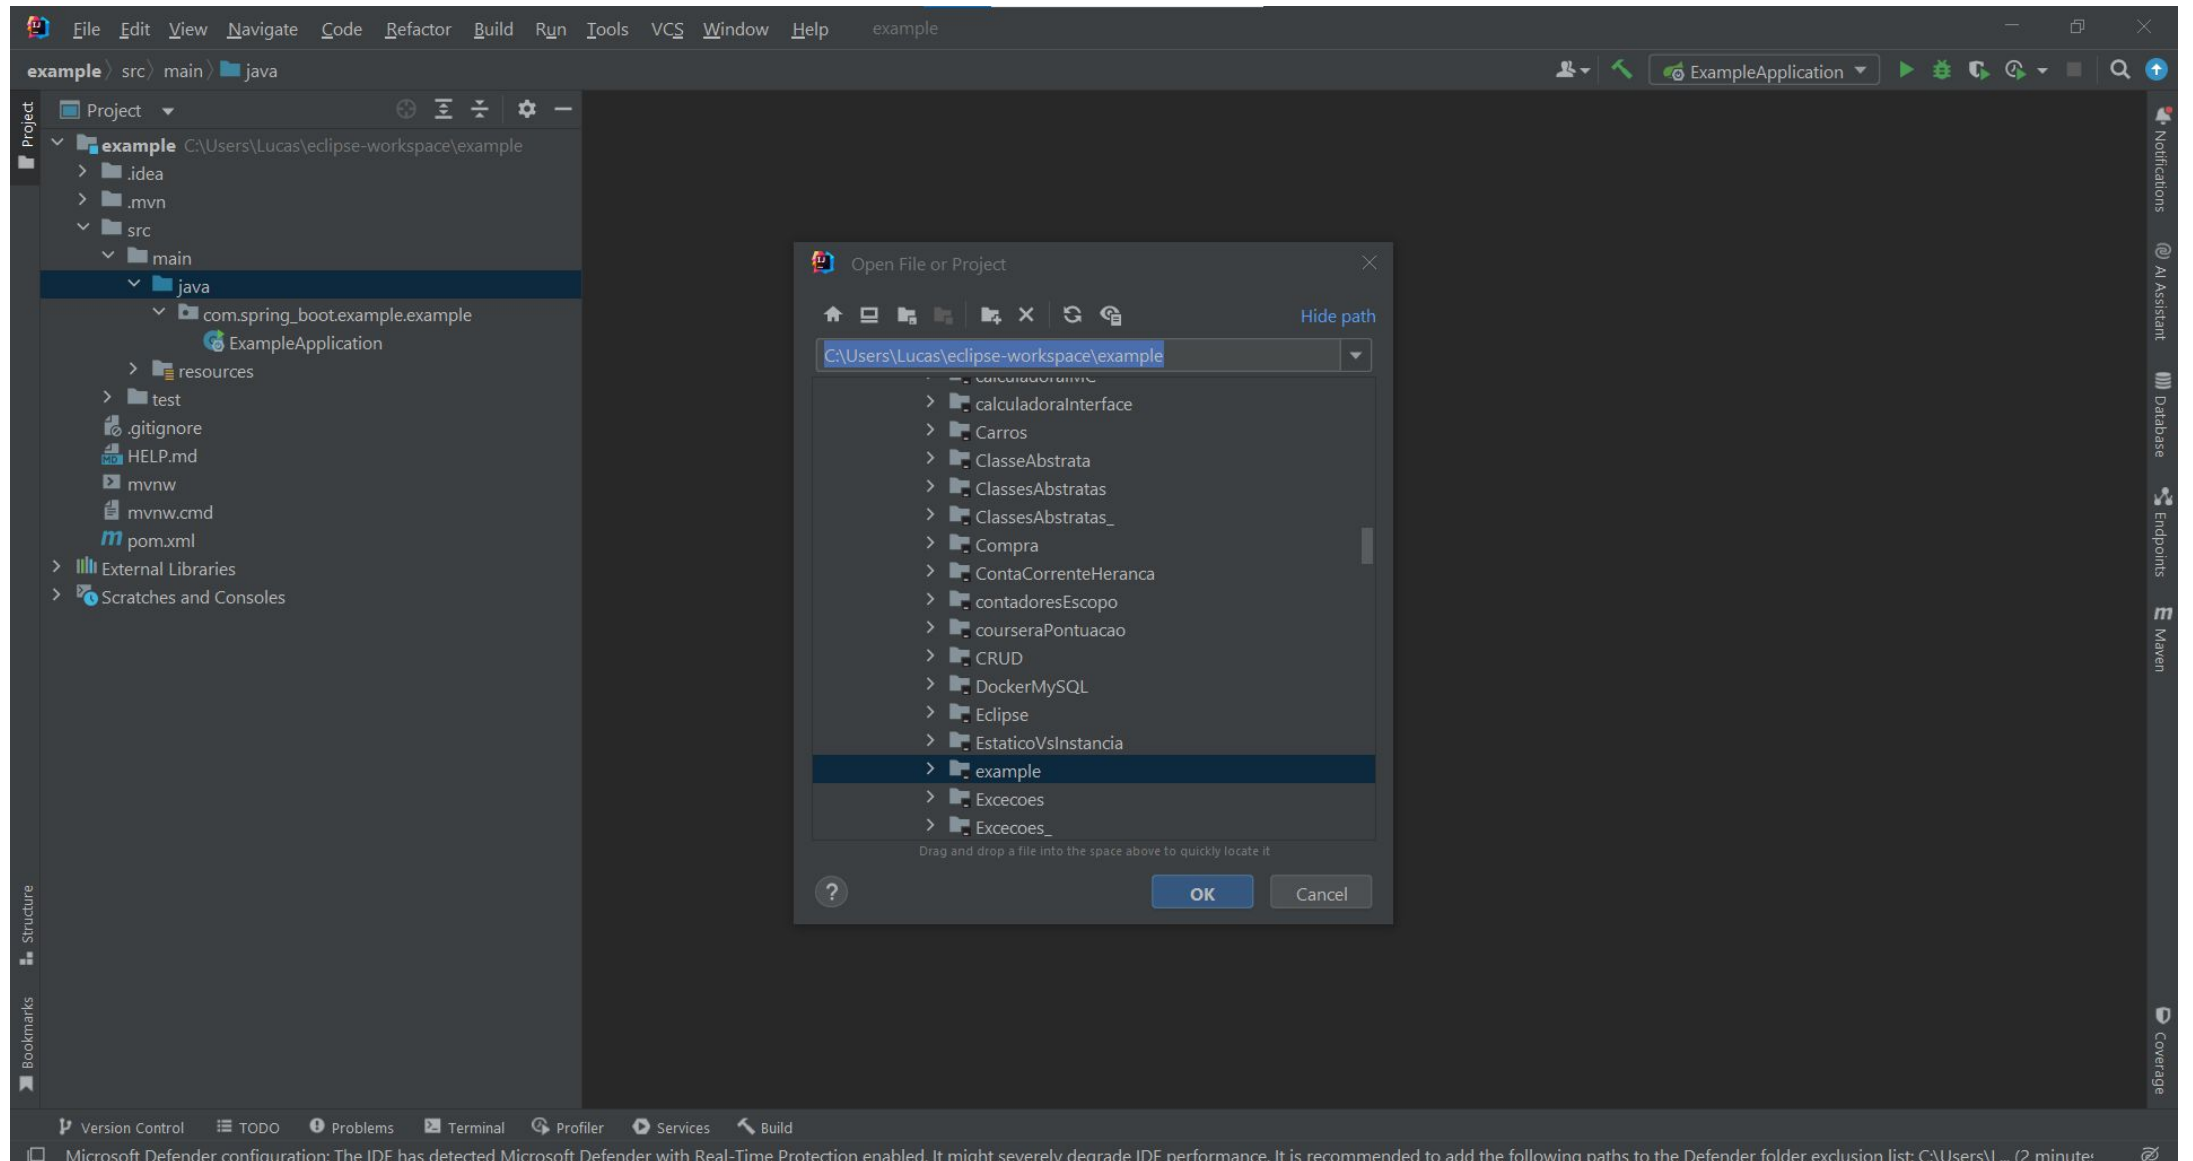 File Edit View Navigate Code Refactor Build Run Tools VCS Window Help example
example src main java
ExampleApplication
Project
Project
example C:\Users\Lucas\eclipse-workspace\example
.idea
.mvn
src
main
java
com.spring_boot.example.example
ExampleApplication
resources
test
.gitignore
HELP.md
mvnw
mvnw.cmd
pom.xml
External Libraries
Scratches and Consoles
Structure
Bookmarks
Open File or Project
Hide path
C:\Users\Lucas\eclipse-workspace\example
calculadoraIMC
calculadoraInterface
Carros
ClasseAbstrata
ClassesAbstratas
ClassesAbstratas_
Compra
ContaCorrenteHeranca
contadoresEscopo
courseraPontuacao
CRUD
DockerMySQL
Eclipse
EstaticoVsInstancia
example
Excecoes
Excecoes_
Drag and drop a file into the space above to quickly locate it
? OK Cancel
Notifications
AI Assistant
Database
Endpoints
m Maven
Coverage
Version Control TODO Problems Terminal Profiler Services Build
Microsoft Defender configuration: The IDE has detected Microsoft Defender with Real-Time Protection enabled. It might severely degrade IDE performance. It is recommended to add the following paths to the Defender folder exclusion list: C:\Users\L... (2 minutes